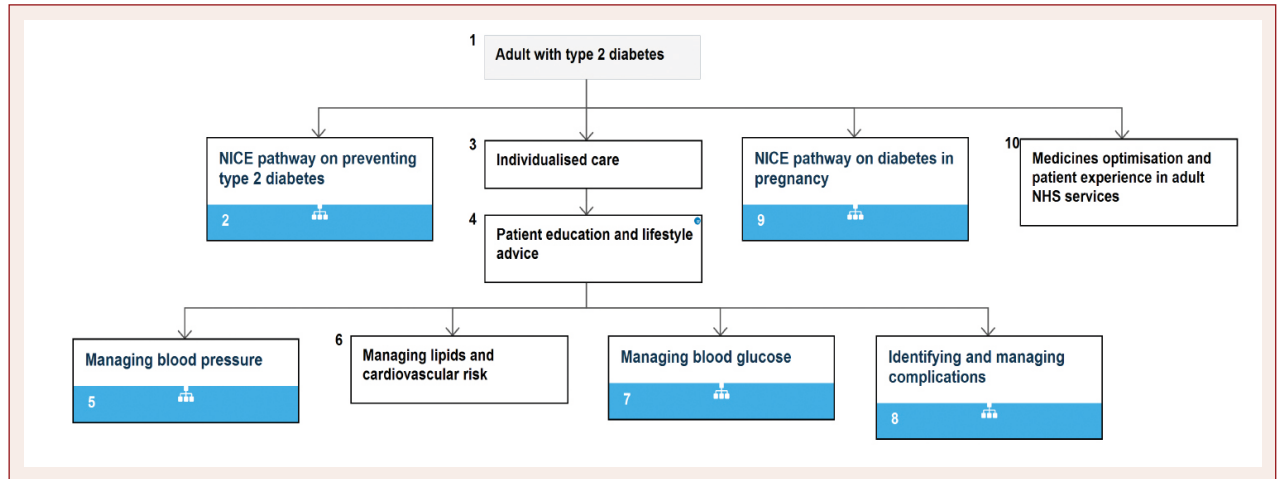 1
Adult with type 2 diabetes
NICE pathway on preventing
type 2 diabetes
2
3
Individualised care
NICE pathway on diabetes in
pregnancy
9
10
Medicines optimisation and
patient experience in adult
NHS services
4
Patient education and lifestyle
advice
Managing blood pressure
5
6
Managing lipids and
cardiovascular risk
Managing blood glucose
7
Identifying and managing
complications
8